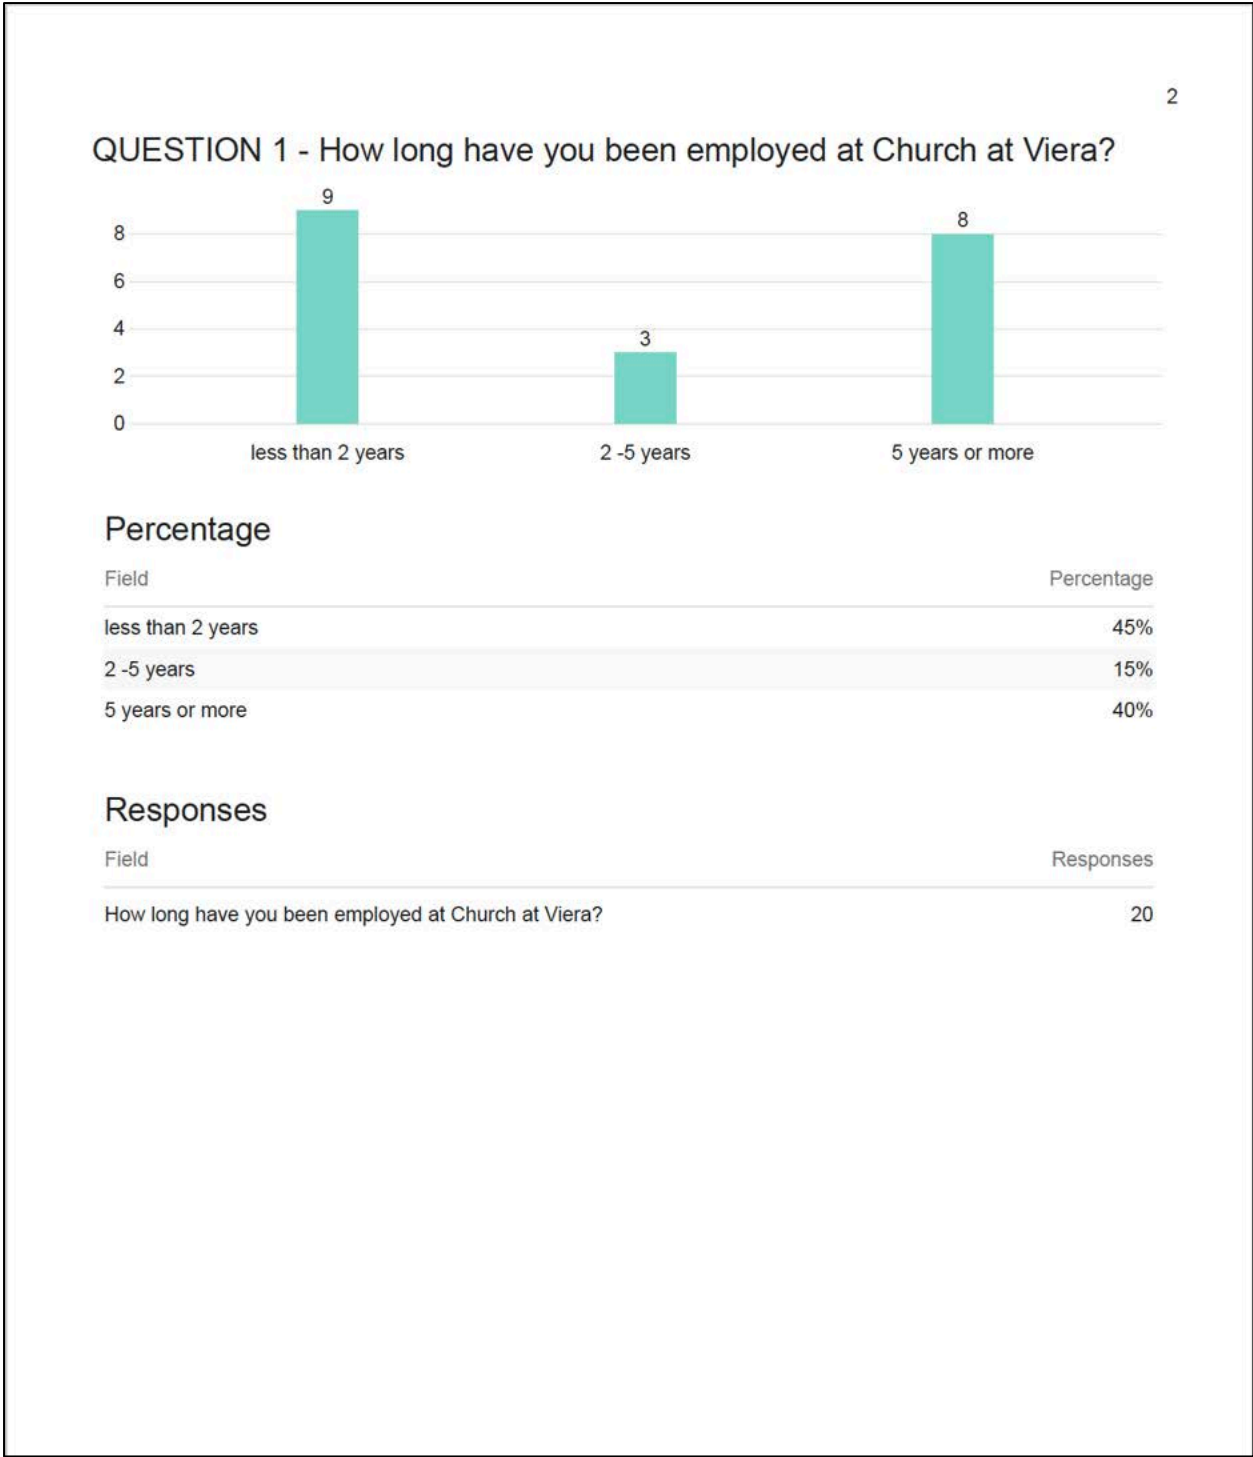 2
QUESTION 1 - How long have you been employed at Church at Viera?
9
8
8
6
4
3
2
0
less than 2 years 2 -5 years 5 years or more
Percentage
Field Percentage
less than 2 years 45%
2 -5 years 15%
5 years or more 40%
Responses
Field Responses
How long have you been employed at Church at Viera? 20